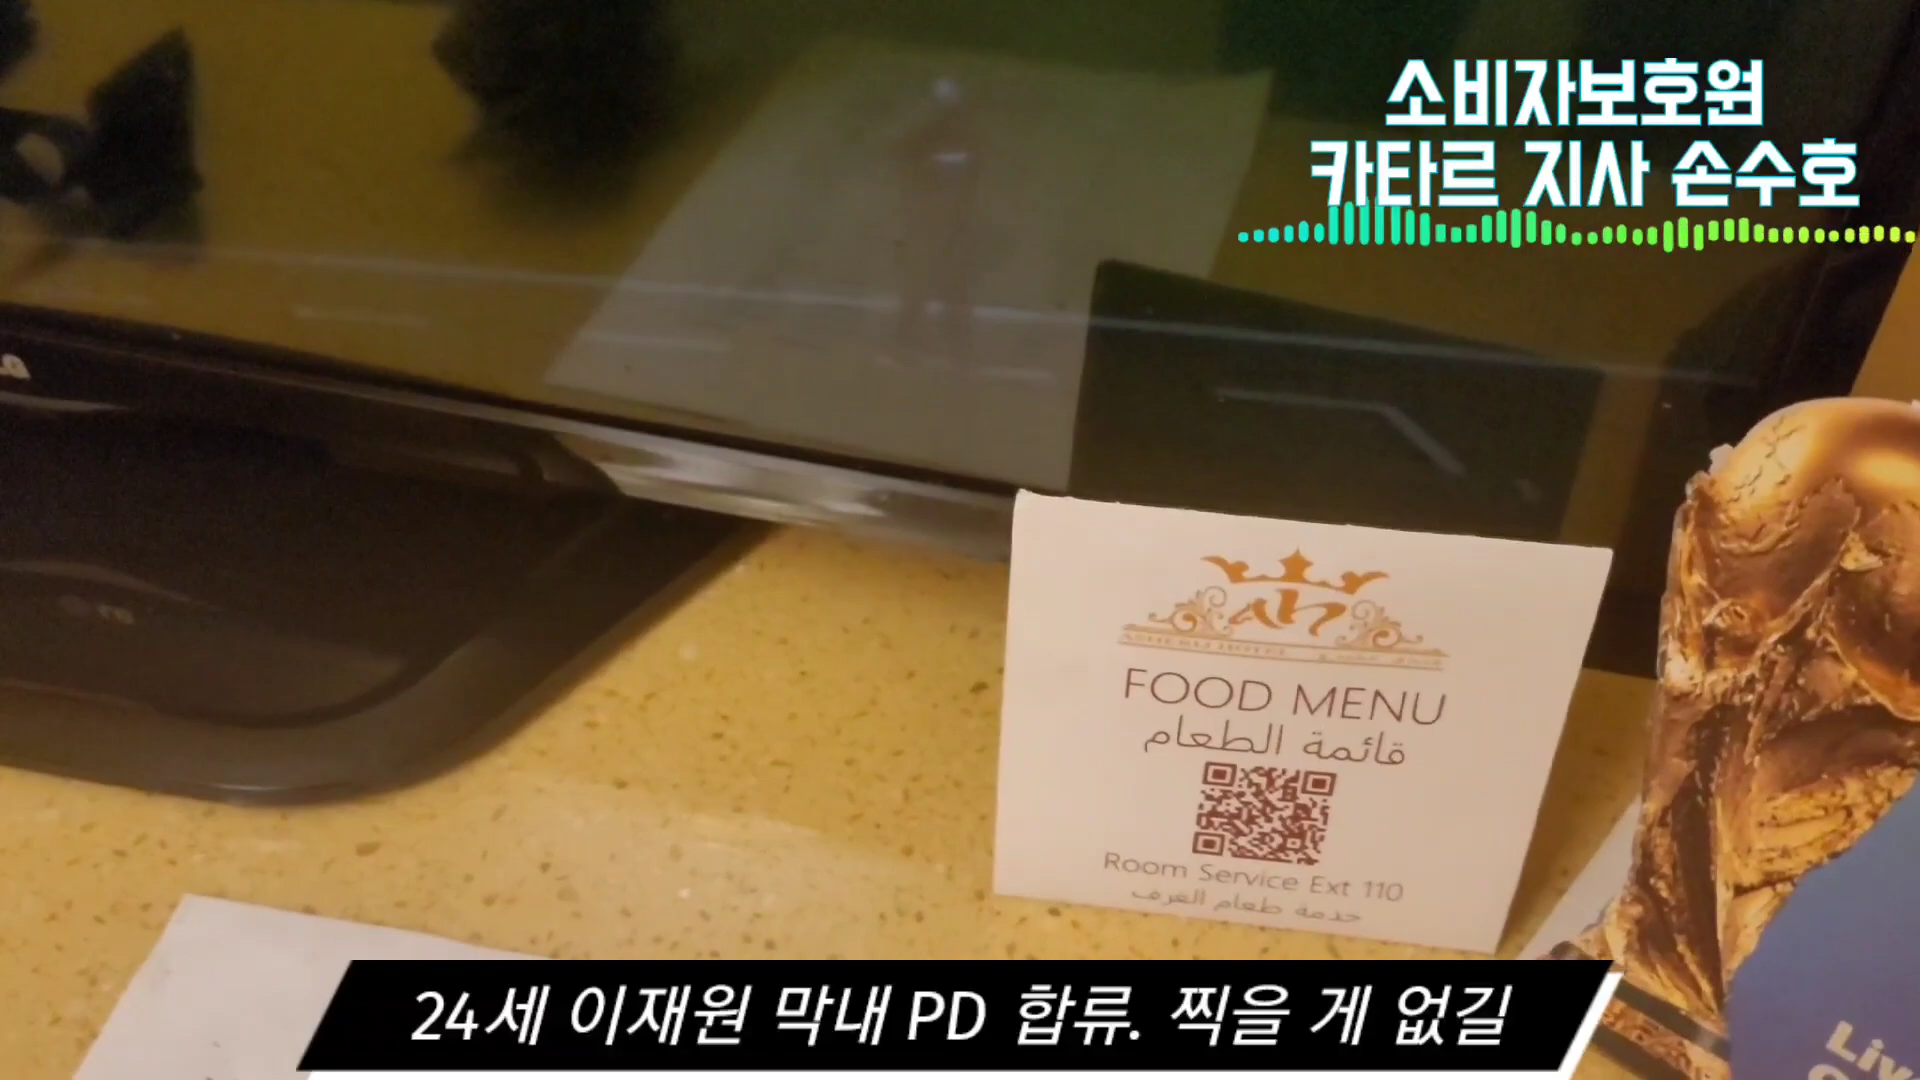 소비자보호원
카타르 지사 손수호
FOOD MENU
قائمة الطعام
Room Service Ext 110
خدمة طعام الغرف
Liv
24세 이재원 막내 PD 합류. 찍을 게 없길